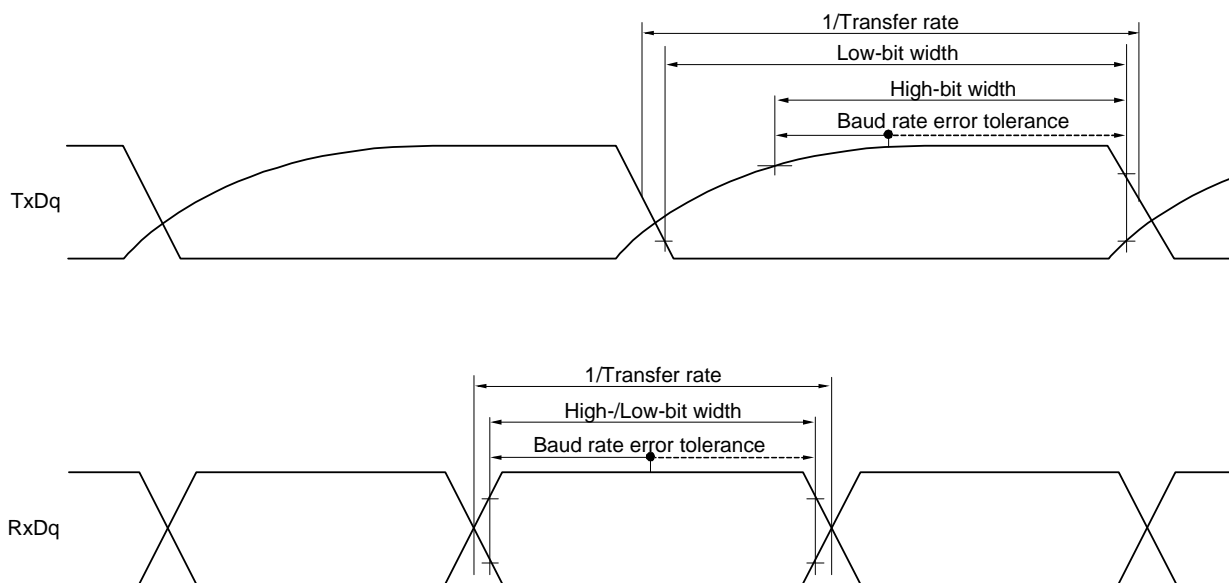 1/Transfer rate
Low-bit width
High-bit width
Baud rate error tolerance
TxDq
1/Transfer rate
High-/Low-bit width
Baud rate error tolerance
RxDq